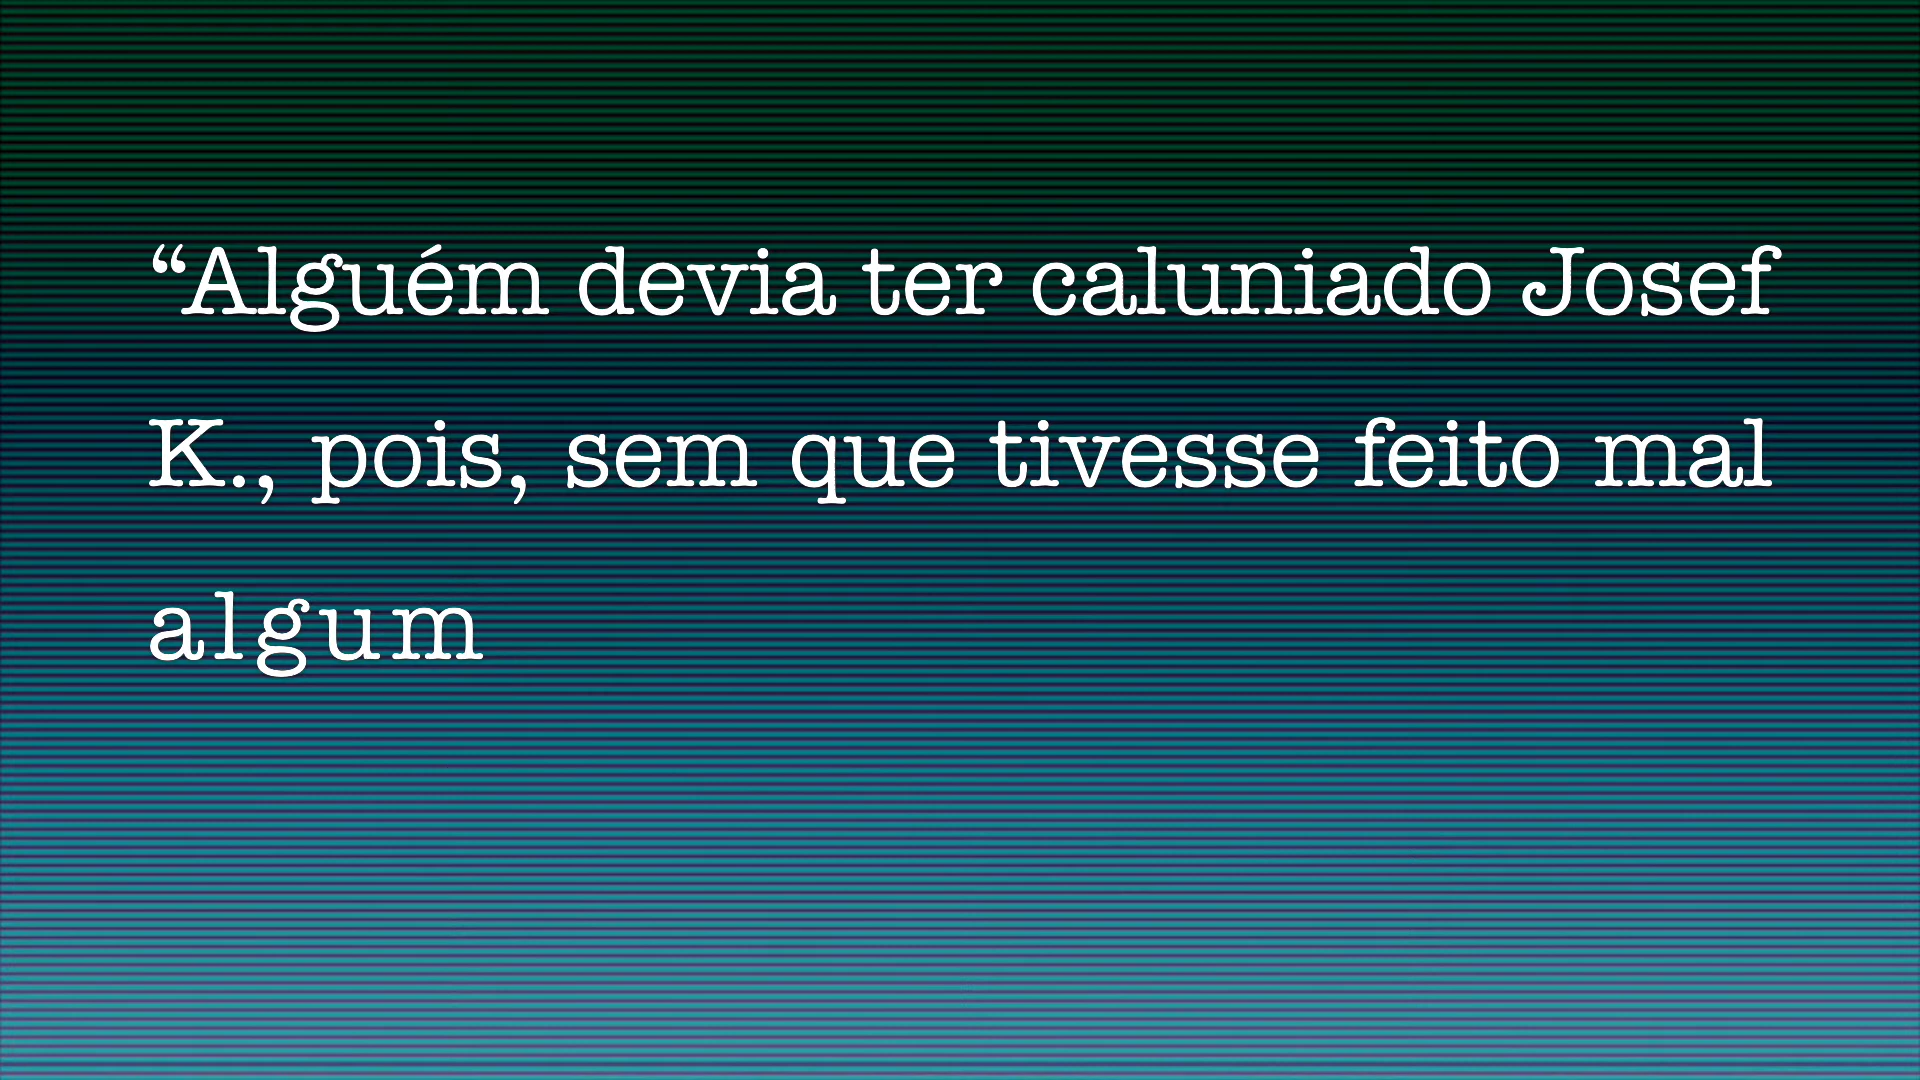 “Alguém devia ter caluniado Josef
K., pois, sem que tivesse feito mal
algum